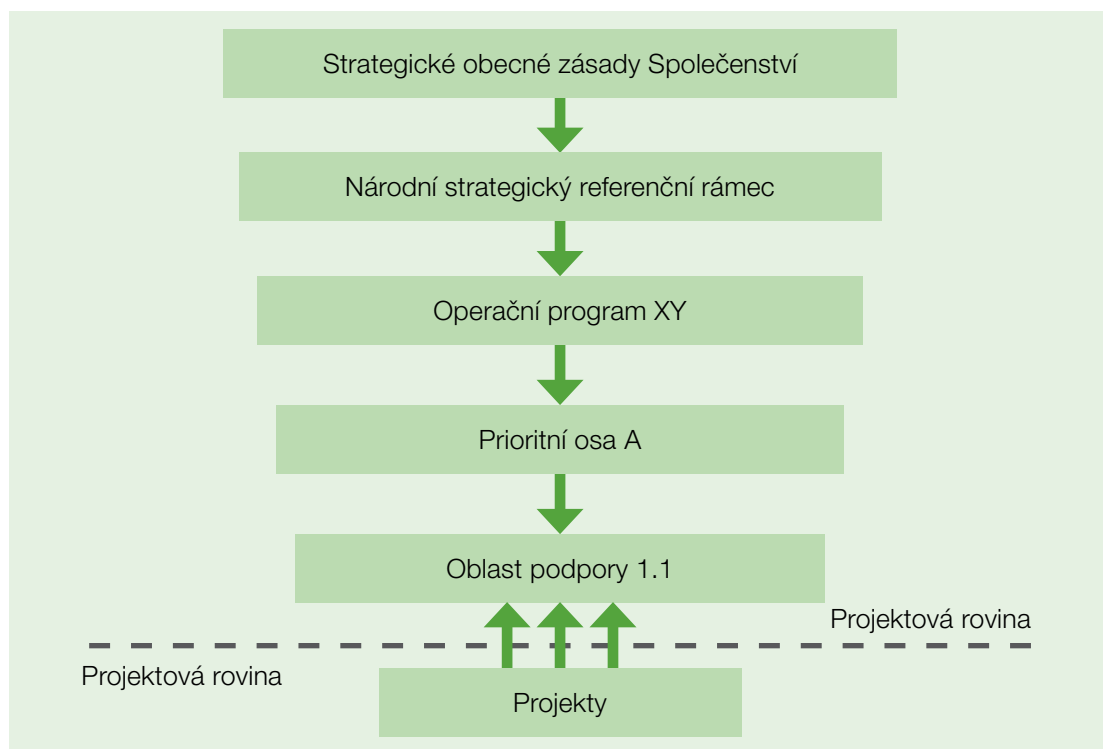 Strategické obecné zásady Společenství
Národní strategický referenční rámec
Operační program XY
Prioritní osa A
Oblast podpory 1.1
Projektová rovina
Projektová rovina
Projekty